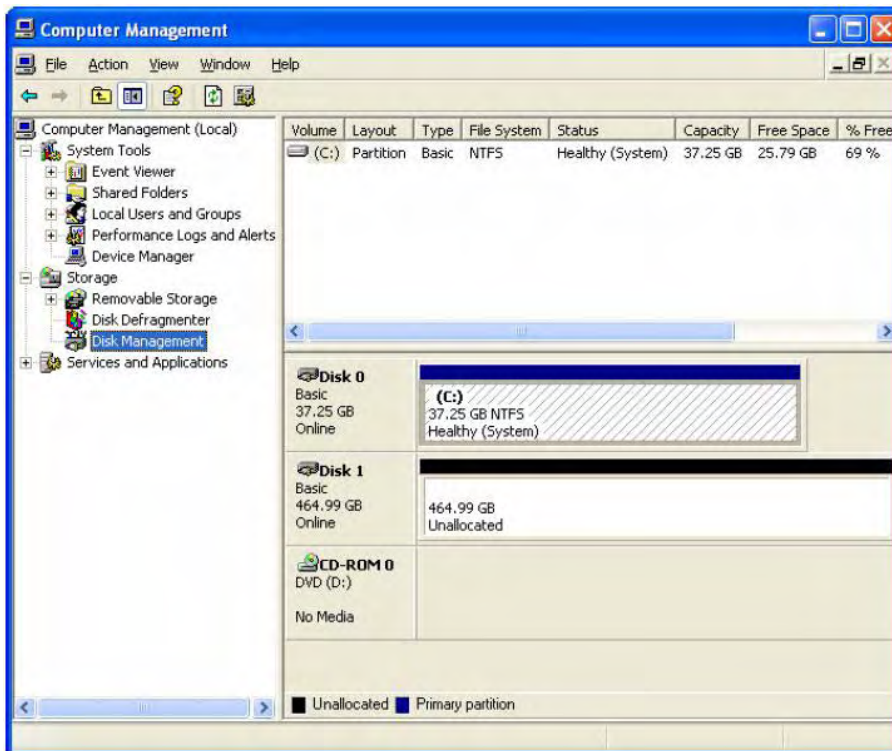 Computer Management
File Action View Window Help
Computer Management (Local)
System Tools
Event Viewer
Shared Folders
Local Users and Groups
Performance Logs and Alerts
Device Manager
Storage
Removable Storage
Disk Defragmenter
Disk Management
Services and Applications
Volume Layout Type File System Status Capacity Free Space % Free
(C:) Partition Basic NTFS Healthy (System) 37.25 GB 25.79 GB 69 %
Disk 0
Basic
37.25 GB
Online
(C:)
37.25 GB NTFS
Healthy (System)
Disk 1
Basic
464.99 GB
Online
464.99 GB
Unallocated
CD-ROM 0
DVD (D:)
No Media
Unallocated Primary partition